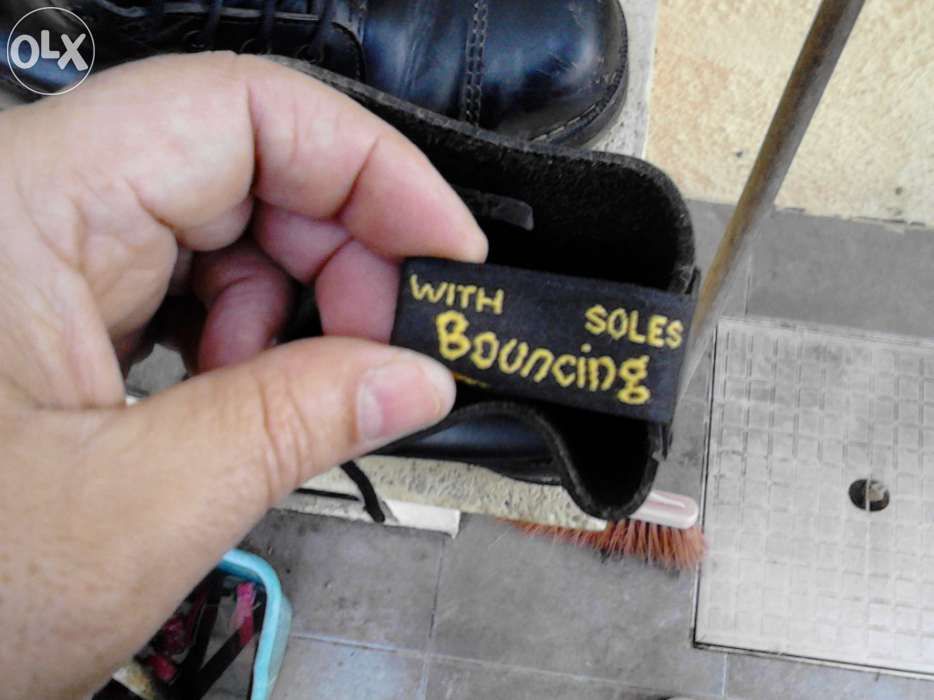 OLX
WITH SOLES
Bouncing